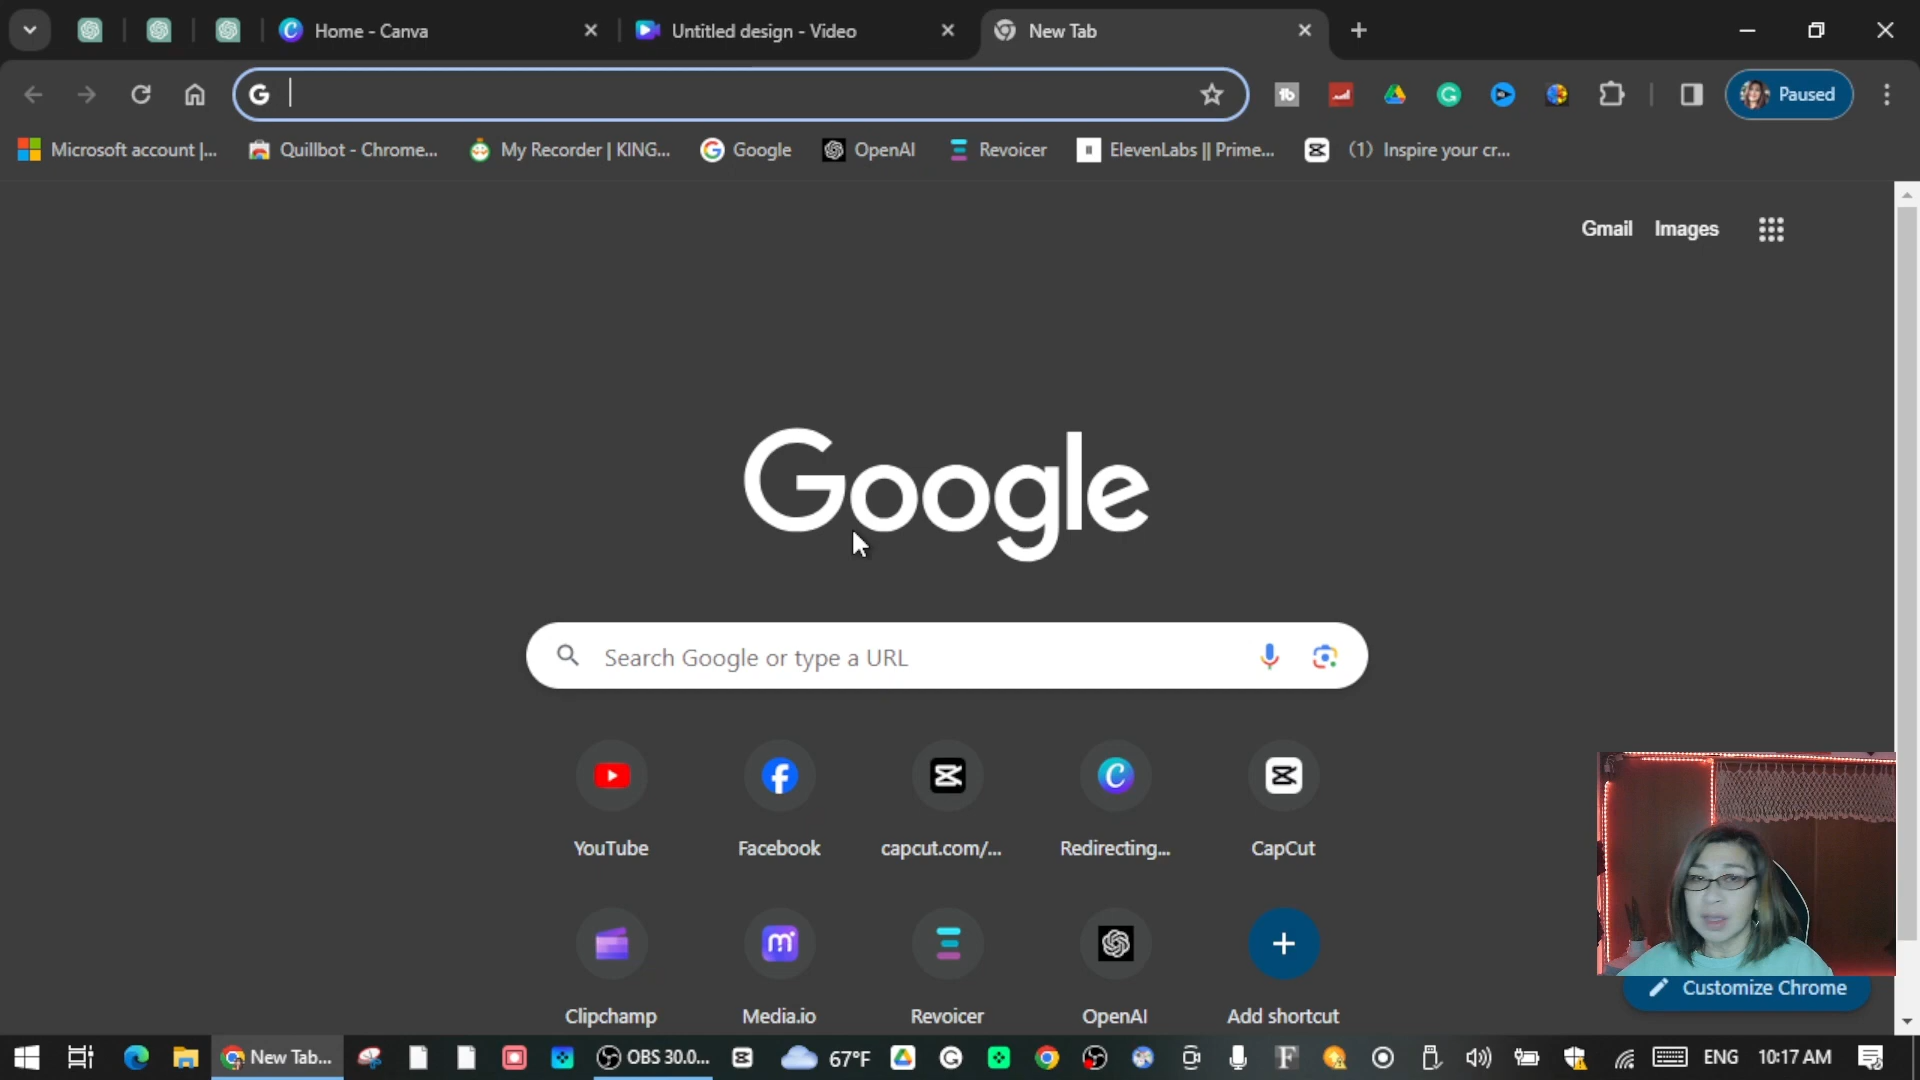 Home - Canva
Untitled design - Video
New Tab
Paused
Microsoft account |...
Quillbot - Chrome...
My Recorder | KING...
Google
OpenAI
Revoicer
ElevenLabs || Prime...
(1) Inspire your cr...
Gmail
Images
Google
Search Google or type a URL
YouTube
Facebook
capcut.com/...
Redirecting...
CapCut
Clipchamp
Media.io
Revoicer
OpenAI
Add shortcut
Customize Chrome
New Tab...
OBS 30.0...
67°F
ENG
10:17 AM